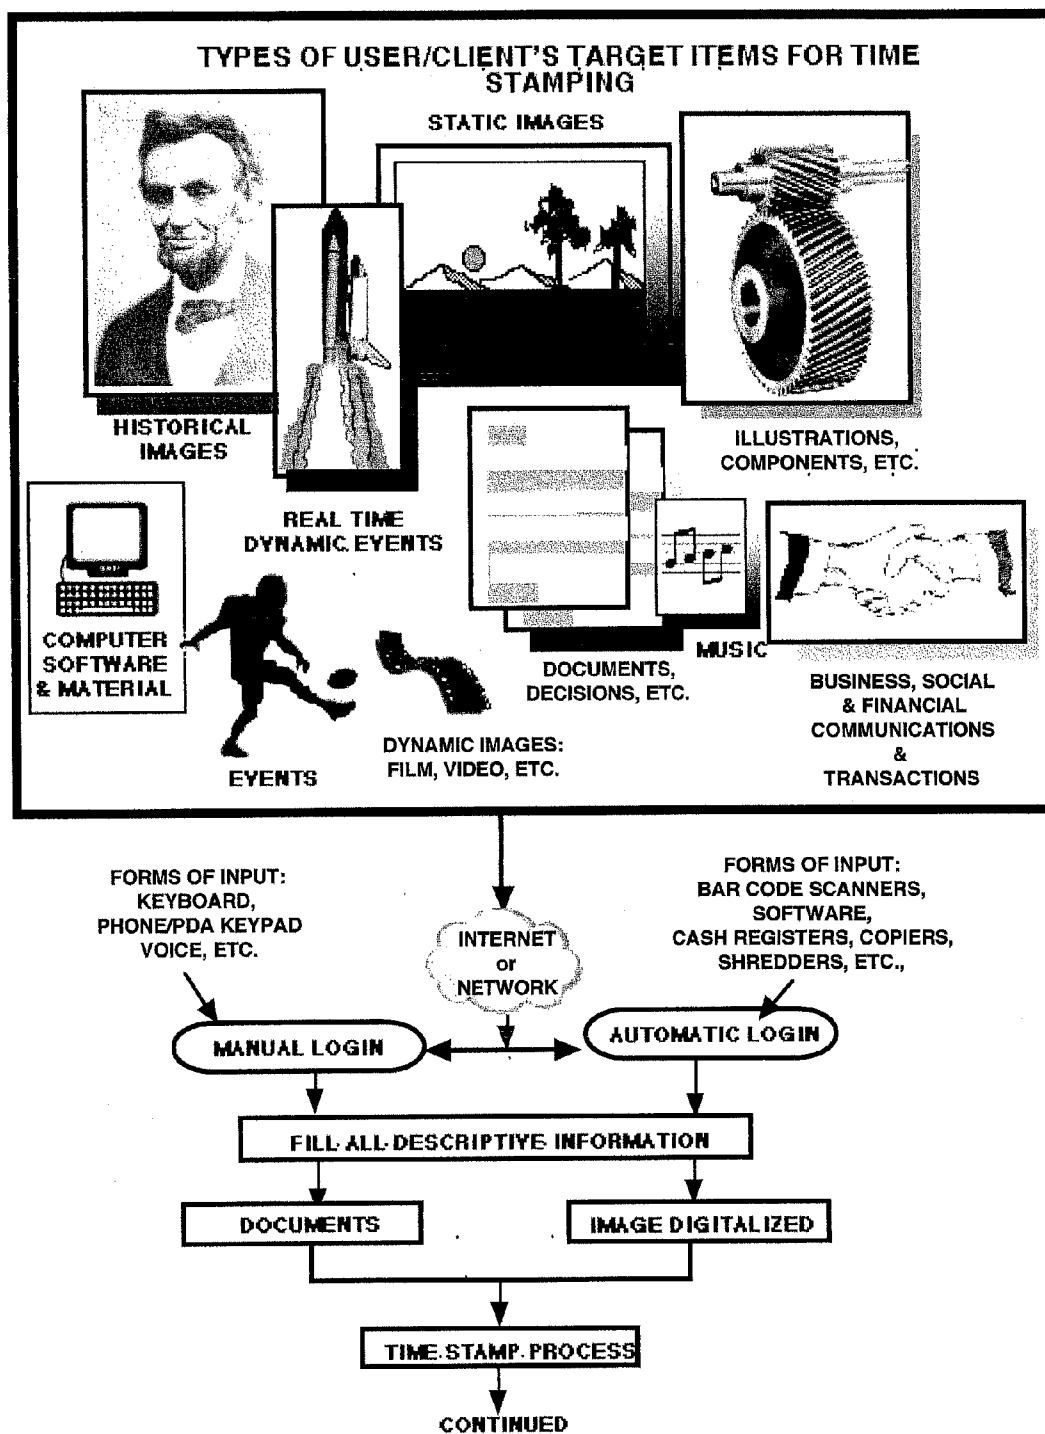 TYPES OF USER/CLIENT'S TARGET ITEMS FOR TIME
STAMPING
STATIC IMAGES
HISTORICAL
IMAGES
ILLUSTRATIONS,
COMPONENTS, ETC.
REAL TIME
DYNAMIC EVENTS
COMPUTER
SOFTWARE
& MATERIAL
MUSIC
DOCUMENTS,
DECISIONS, ETC.
BUSINESS, SOCIAL
& FINANCIAL
COMMUNICATIONS
&
TRANSACTIONS
EVENTS
DYNAMIC IMAGES:
FILM, VIDEO, ETC.
FORMS OF INPUT:
KEYBOARD,
PHONE/PDA KEYPAD
VOICE, ETC.
INTERNET
or
NETWORK
FORMS OF INPUT:
BAR CODE SCANNERS,
SOFTWARE,
CASH REGISTERS, COPIERS,
SHREDDERS, ETC.,
MANUAL LOGIN
AUTOMATIC LOGIN
FILL ALL DESCRIPTIVE INFORMATION
DOCUMENTS
IMAGE DIGITALIZED
TIME STAMP PROCESS
CONTINUED